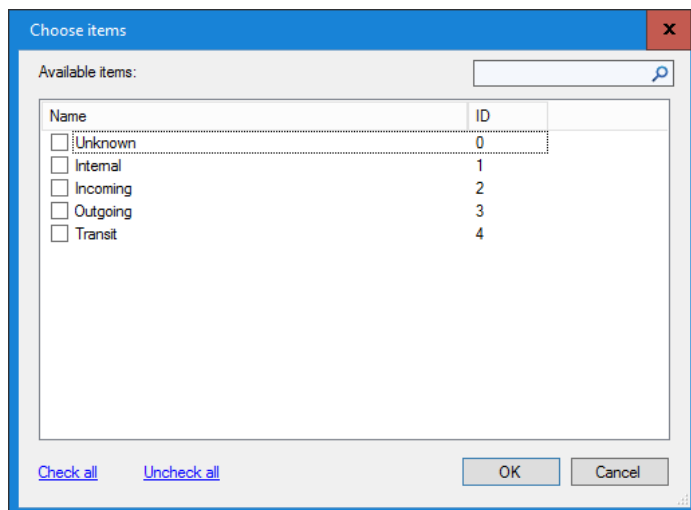 Choose items
x
Available items:
Name ID
Unknown 0
Internal 1
Incoming 2
Outgoing 3
Transit 4
Check all Uncheck all OK Cancel